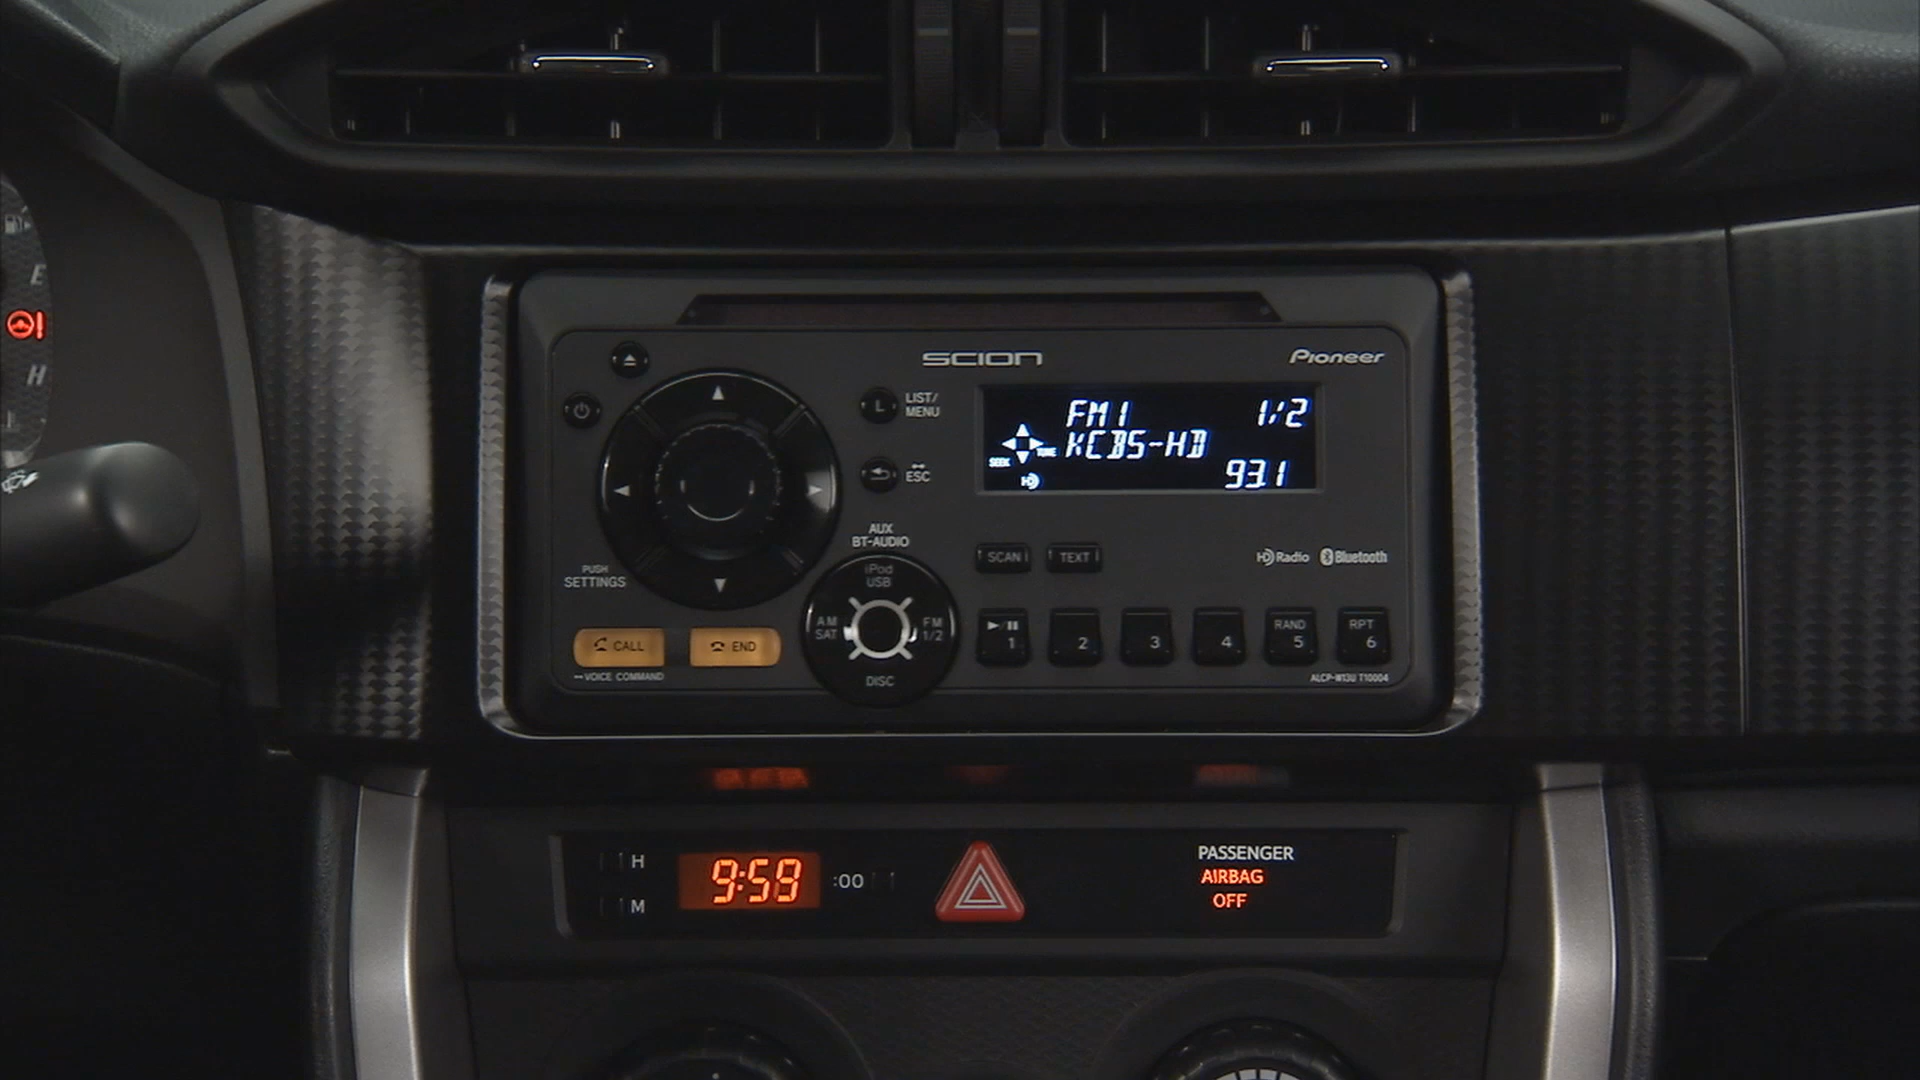 E
H
SCION
Pioneer
L
LIST/
MENU
ESC
FM1 1/2
KCBS-HD
SEEK TUNE
HD
93.1
AUX
BT-AUDIO
iPod
USB
AM
SAT
FM
1/2
DISC
PUSH
SETTINGS
CALL
END
VOICE COMMAND
SCAN
TEXT
HD Radio
Bluetooth
1
2
3
4
RAND
5
RPT
6
ALCP-W13U T10004
H
M
9:59
:00
PASSENGER
AIRBAG
OFF